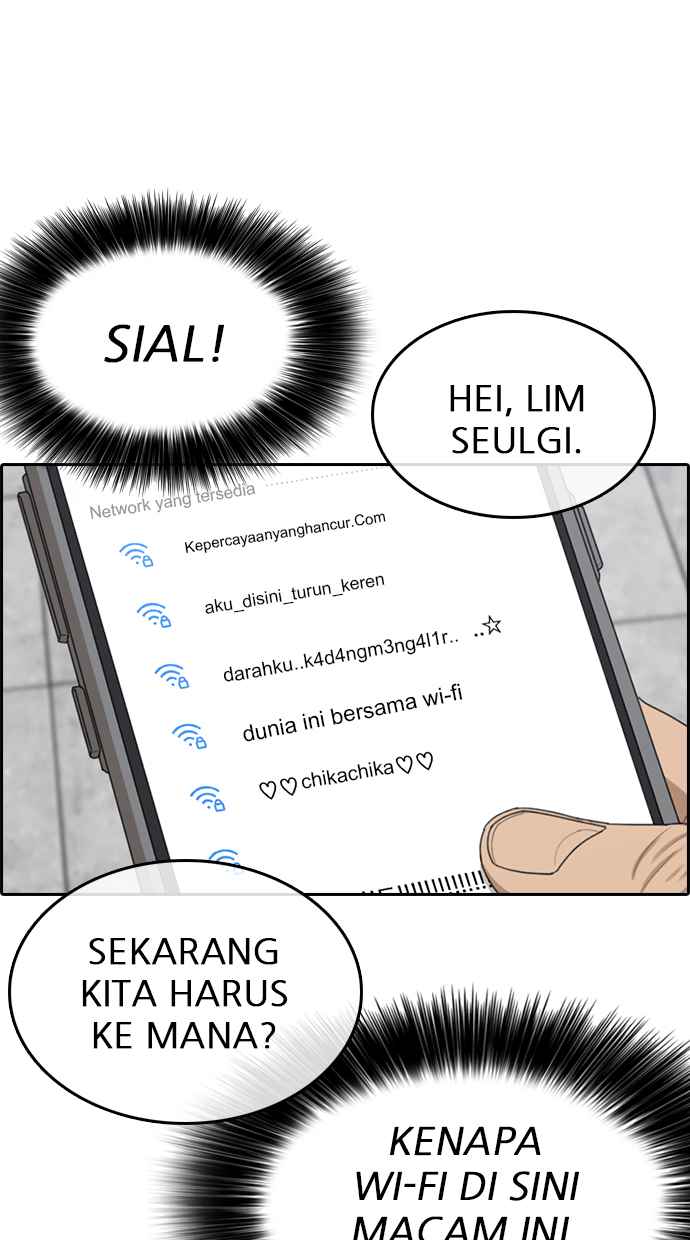 SIAL!
HEI, LIM
SEULGI.
Network yang tersedia
Kepercayaanyanghancur.Com
aku_disini_turun_keren
darahku..k4d4ngm3ng4l1r.. ..☆
dunia ini bersama wi-fi
♡♡chikachika♡♡
SEKARANG
KITA HARUS
KE MANA?
KENAPA
WI-FI DI SINI
MACAM INI